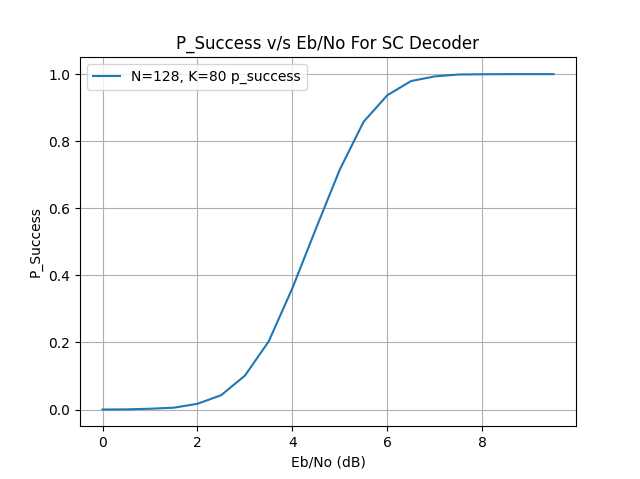 P_Success v/s Eb/No For SC Decoder
N=128, K=80 p_success
1.0
0.8
0.6
0.4
0.2
0.0
P_Success
0 2 4 6 8
Eb/No (dB)